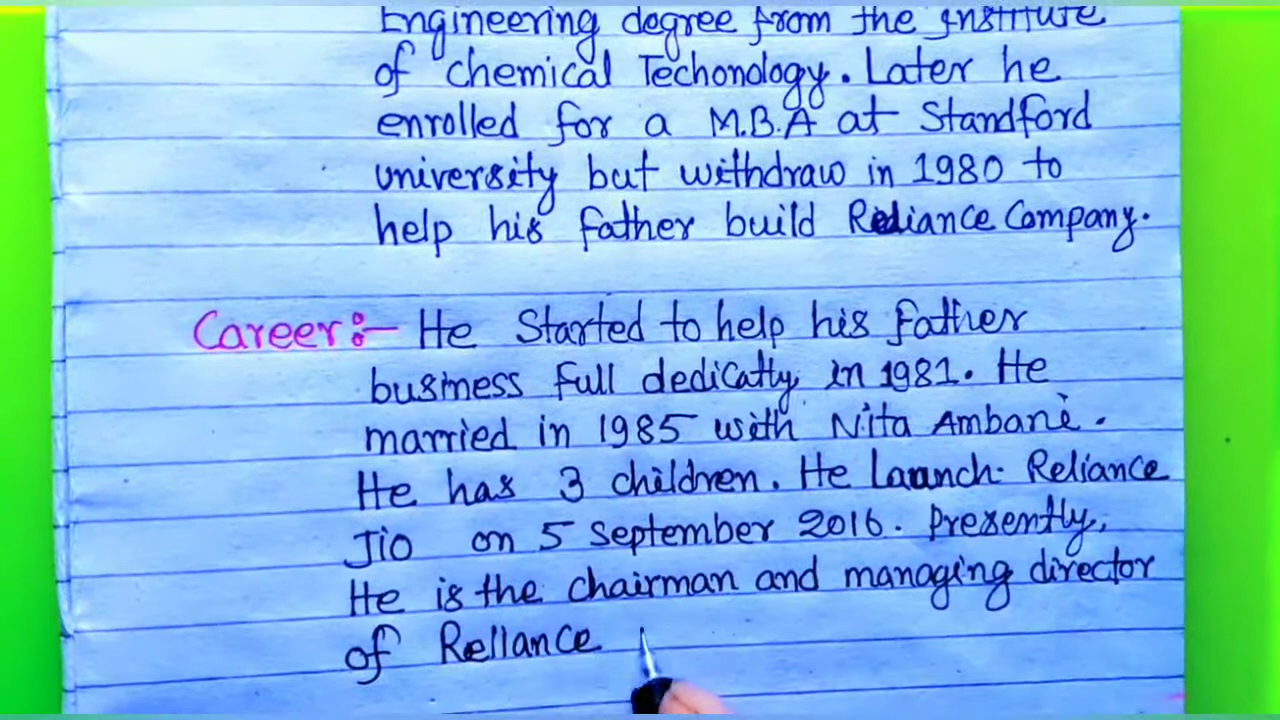 Engineering degree from the Institute
of chemical Techonology. Later he
enrolled for a M.B.A at Standford
university but withdraw in 1980 to
help his father build Reliance Company.
Career:- He Started to help his father
business full dedicatly in 1981. He
married in 1985 with Nita Ambani.
He has 3 children. He Launch Reliance
Jio on 5 September 2016. Presently,
He is the chairman and managing director
of Reliance